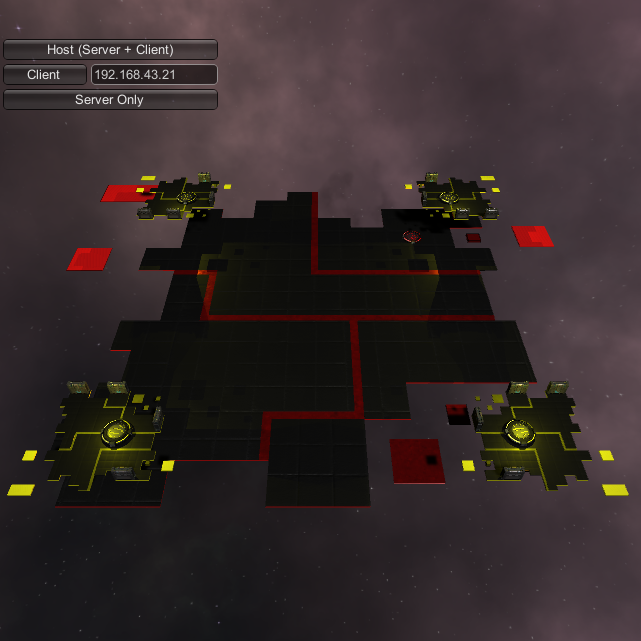 Host (Server + Client)
Client 192.168.43.21
Server Only